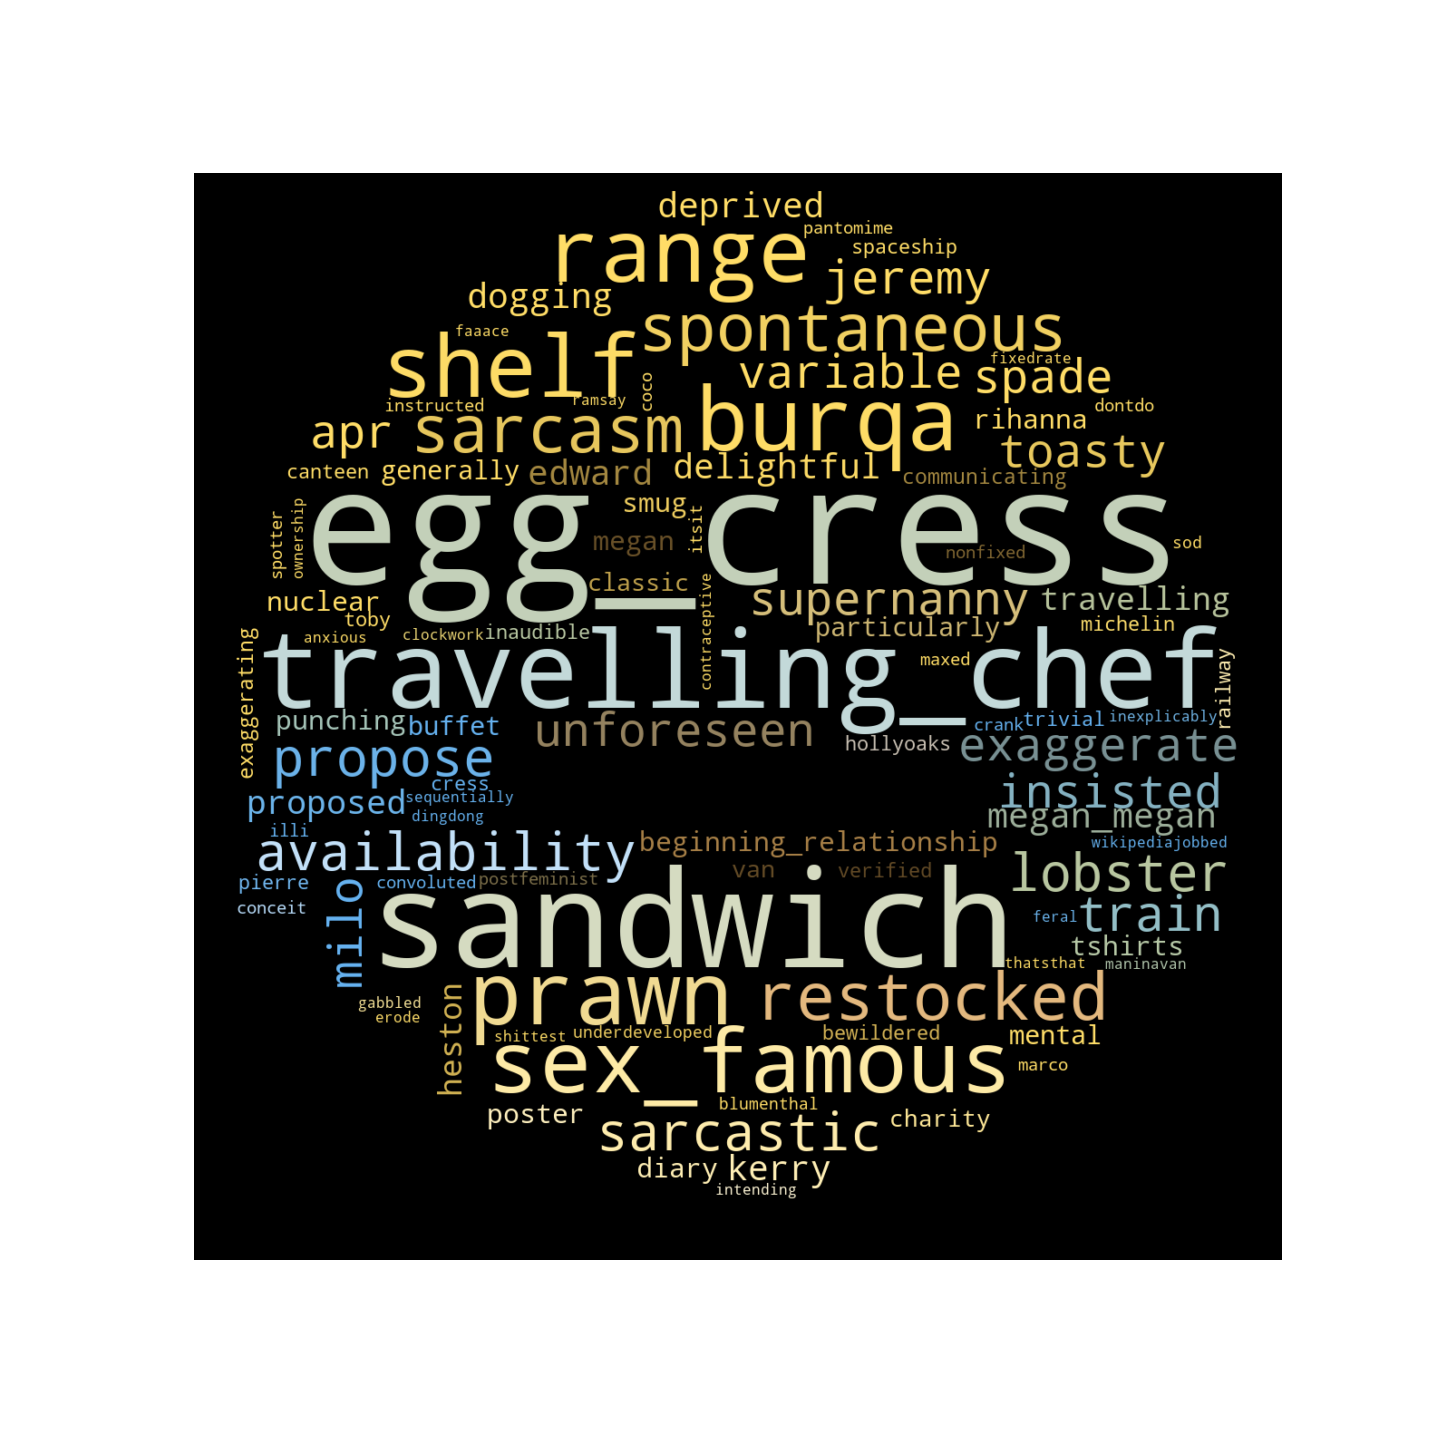 deprived
pantomime
range
spaceship
jeremy
dogging
spontaneous
faaace
shelf
fixedrate
variable
spade
coco
ramsay
instructed
burqa
dontdo
sarcasm
rihanna
apr
toasty
delightful
generally
canteen
edward
communicating
egg_cress
smug
ownership
spotter
itsit
megan
nonfixed
sod
classic
contraceptive
supernanny
travelling
nuclear
toby
particularly
michelin
anxious
clockwork
inaudible
exaggerating
travelling_chef
maxed
railway
punching
buffet
unforeseen
crank
trivial
inexplicably
propose
hollyoaks
exaggerate
cress
insisted
proposed
sequentially
dingdong
megan_megan
illi
availability
beginning_relationship
wikipediajobbed
pierre
convoluted
postfeminist
van
verified
lobster
conceit
milo
sandwich
feral
train
tshirts
thatsthat
maninavan
gabbled
erode
heston
prawn
restocked
shittest
underdeveloped
bewildered
mental
sex_famous
marco
poster
blumenthal
sarcastic
charity
diary
kerry
intending